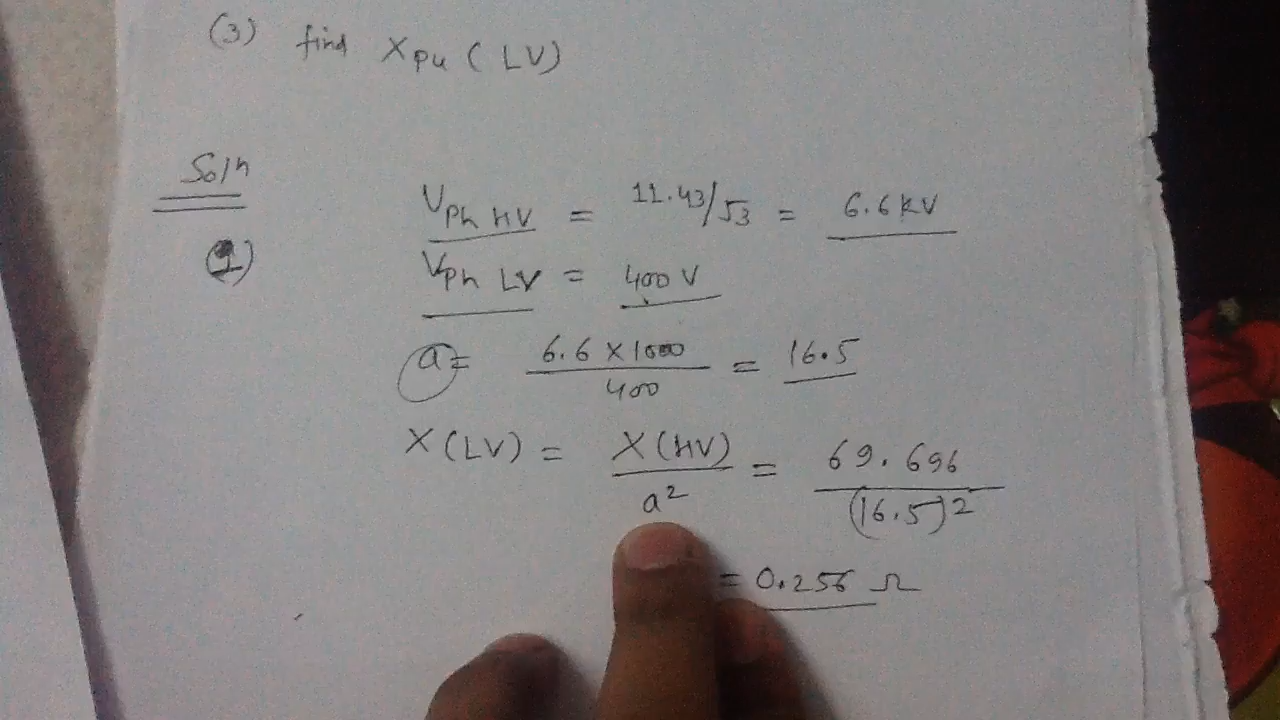 (3) find Xpu (LV)
Soln
(1)
Vph HV = 11.43/√3 = 6.6 KV
Vph LV = 400 V
a = 6.6 X 1000 / 400 = 16.5
X (LV) = X (HV) / a² = 69.696 / (16.5)²
= 0.256 Ω